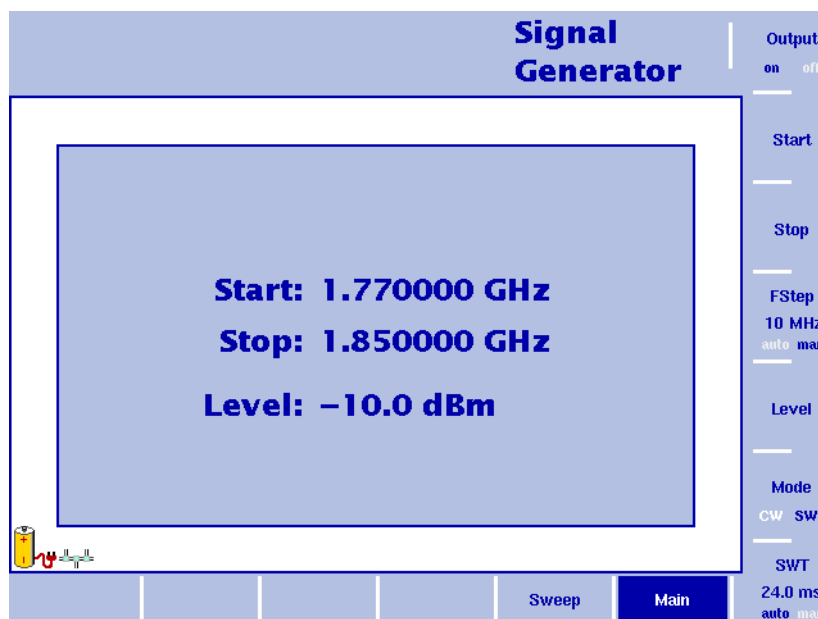 Signal
Generator
Output
on
Start
Stop
FStep
10 MHz
auto
Level
Mode
CW
SWT
24.0 ms
auto
Start: 1.770000 GHz
Stop: 1.850000 GHz
Level: −10.0 dBm
Sweep
Main